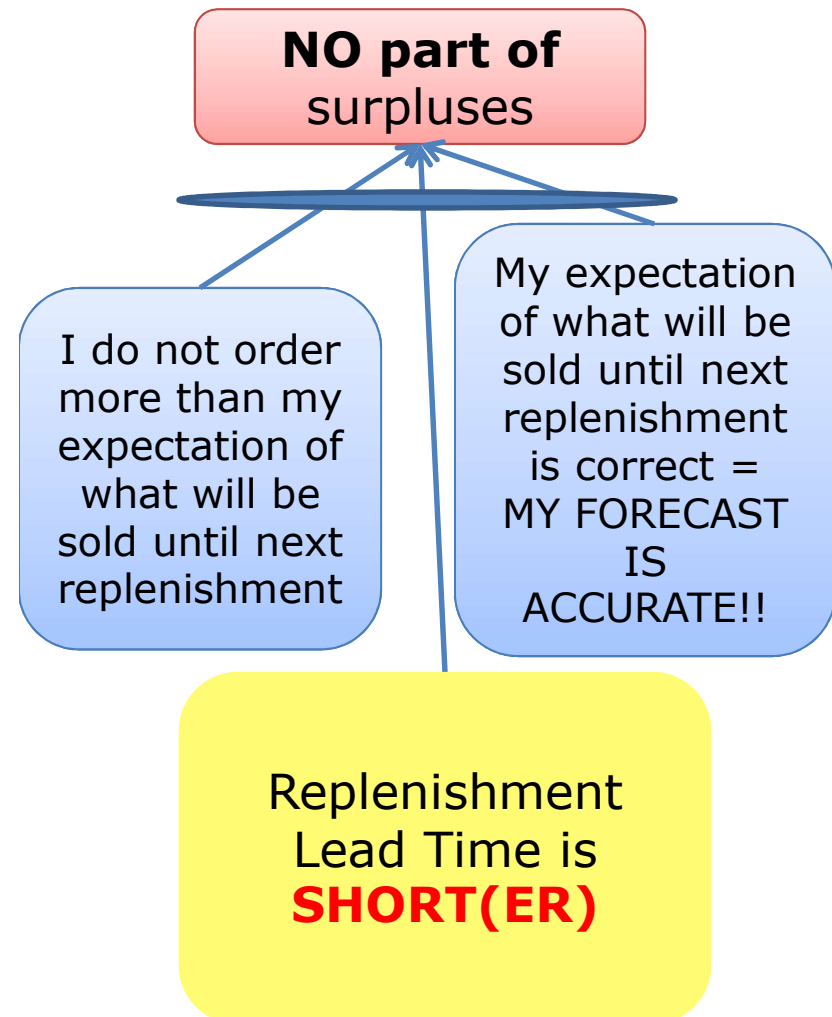 NO part of
surpluses
I do not order
more than my
expectation of
what will be
sold until next
replenishment
My expectation
of what will be
sold until next
replenishment
is correct =
MY FORECAST
IS
ACCURATE!!
Replenishment
Lead Time is
SHORT(ER)